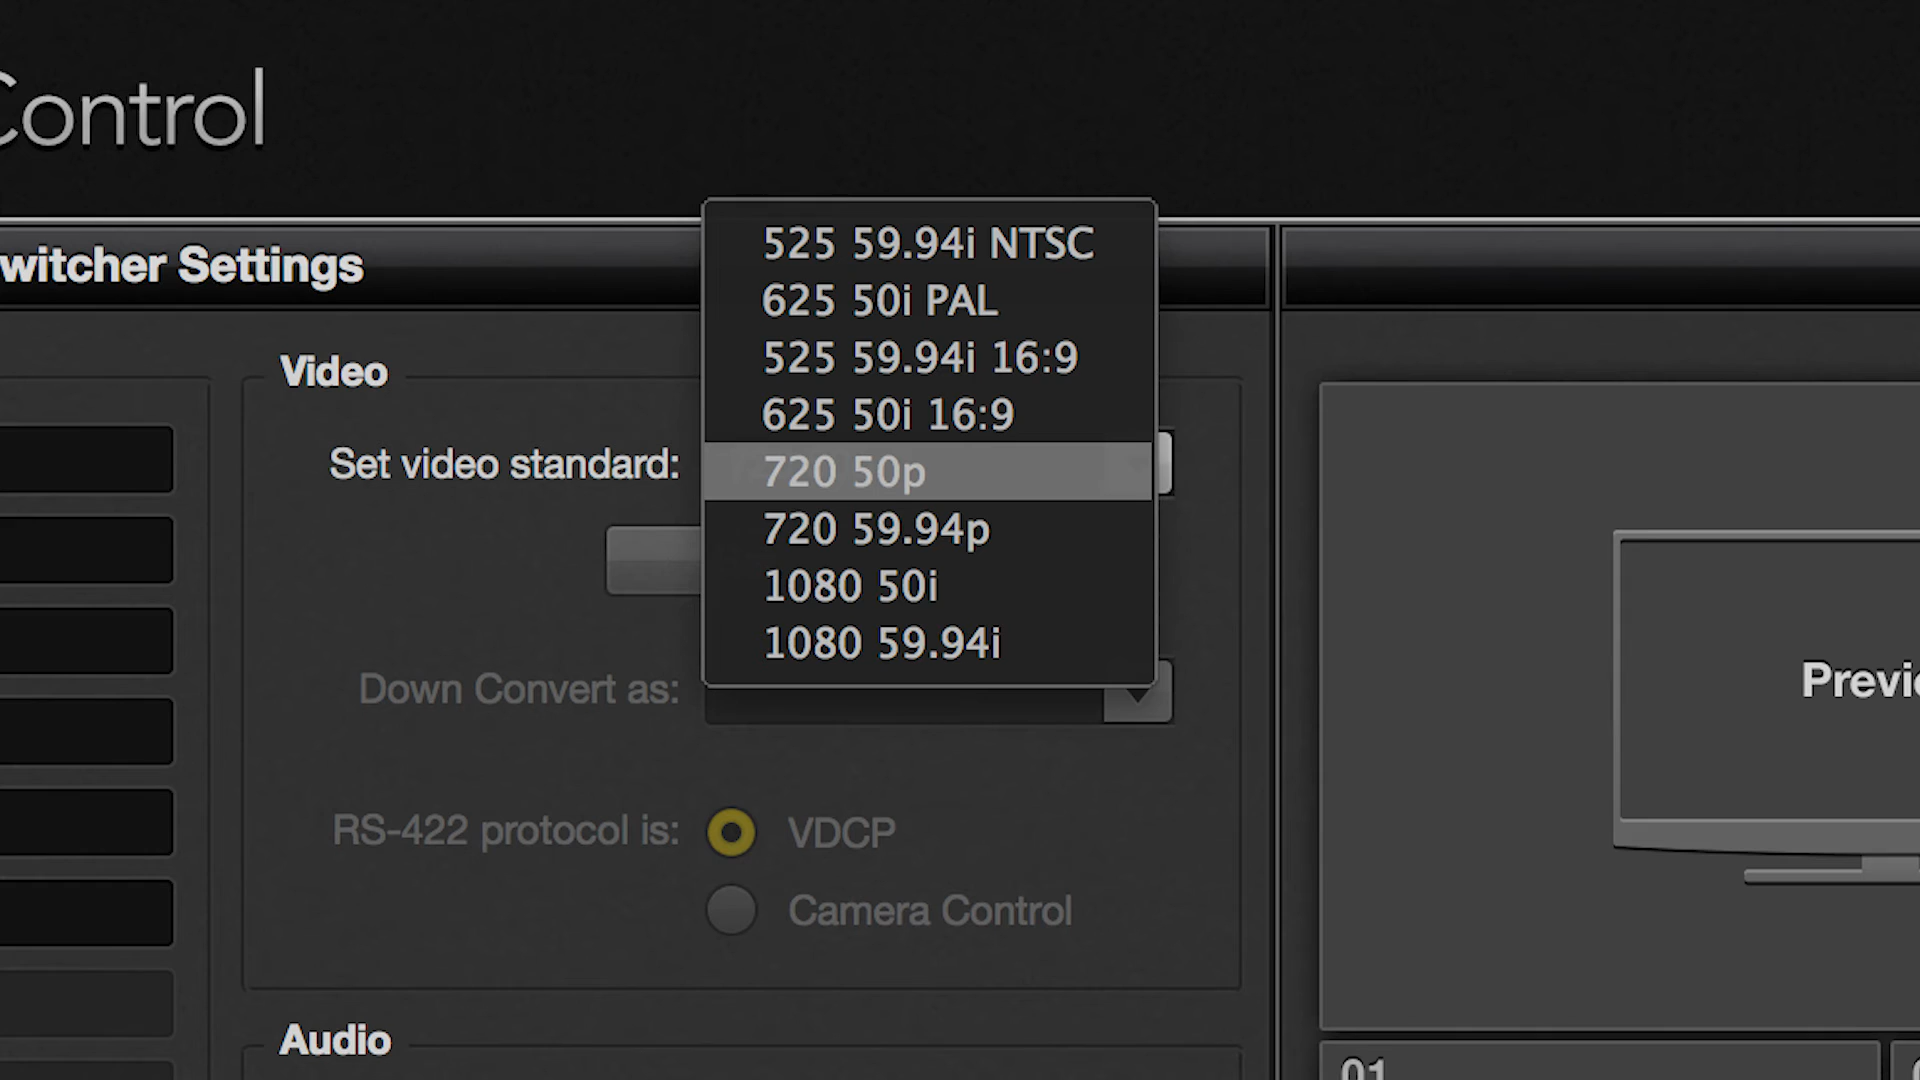 Control
witcher Settings
Video
Set video standard:
525 59.94i NTSC
625 50i PAL
525 59.94i 16:9
625 50i 16:9
720 50p
720 59.94p
1080 50i
1080 59.94i
Down Convert as:
RS-422 protocol is:
VDCP
Camera Control
Audio
Previe
01